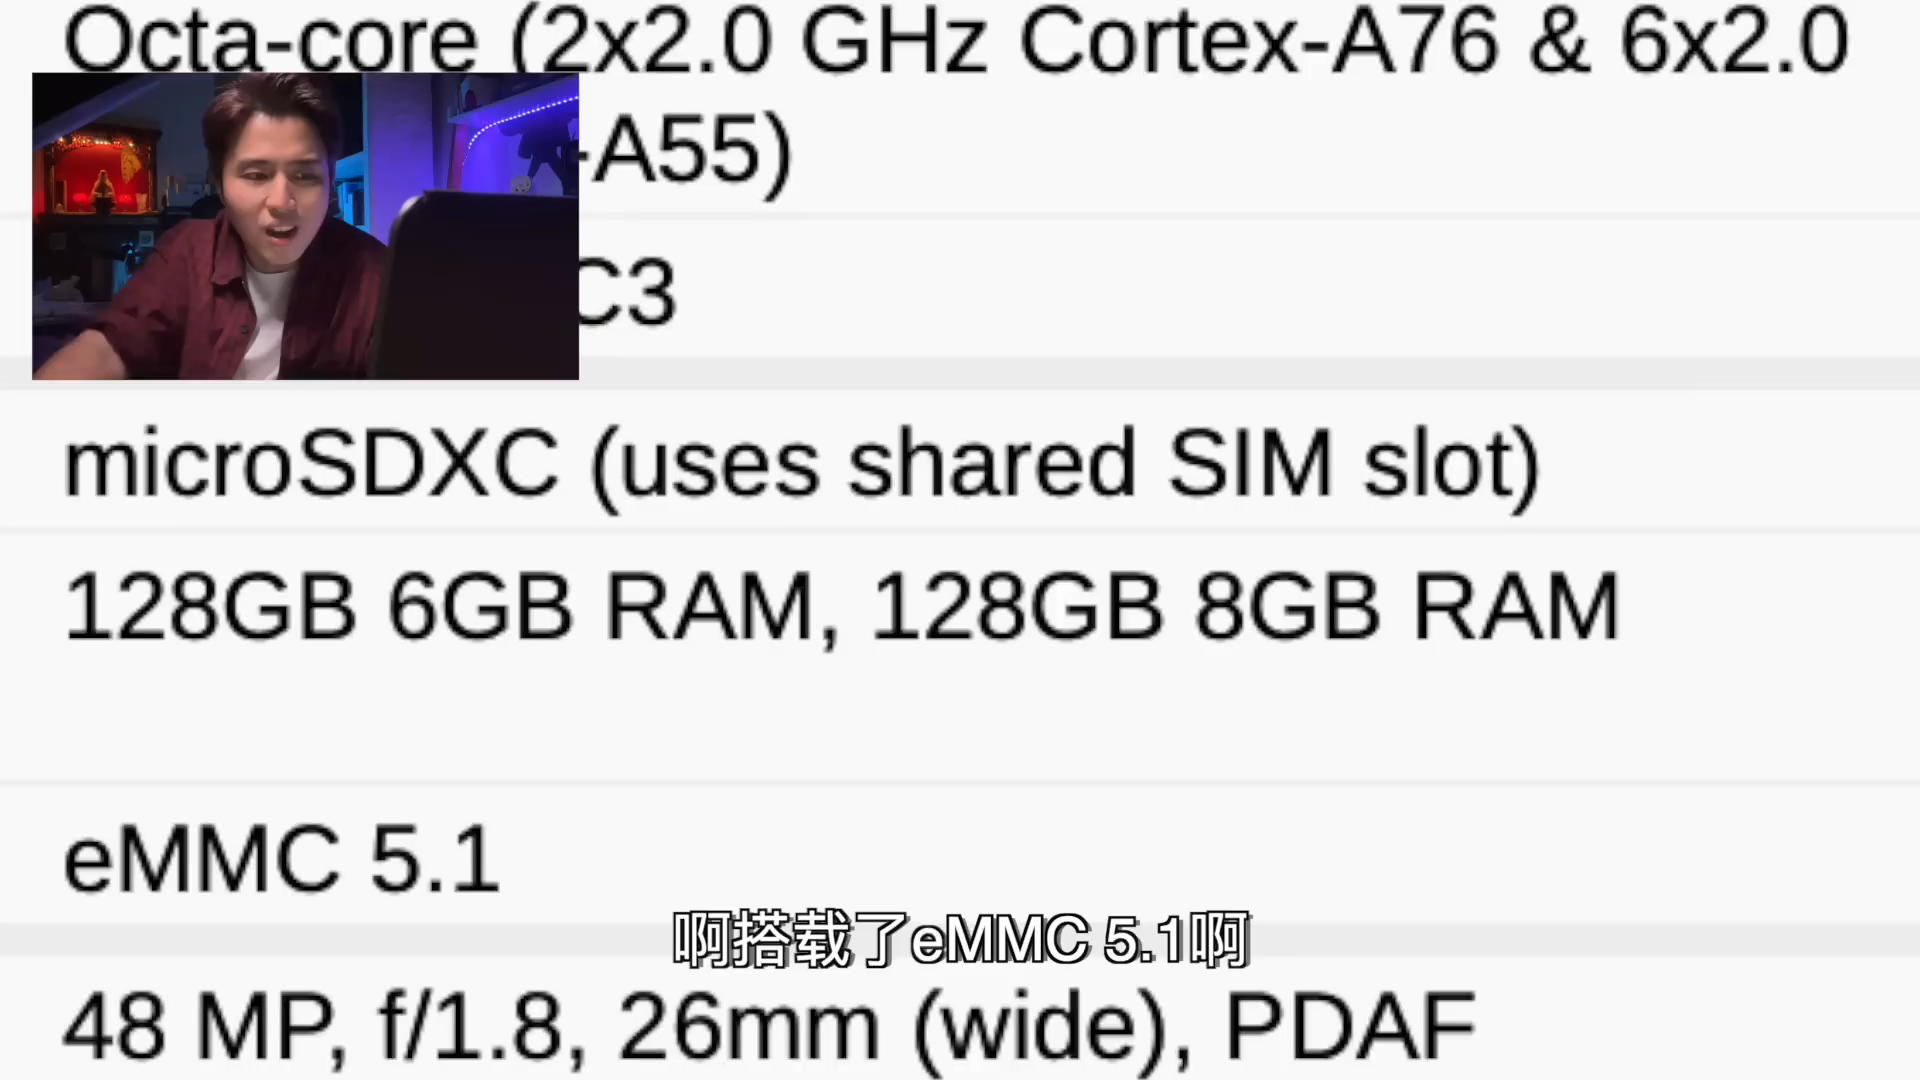 Octa-core (2x2.0 GHz Cortex-A76 & 6x2.0
-A55)
C3
microSDXC (uses shared SIM slot)
128GB 6GB RAM, 128GB 8GB RAM
eMMC 5.1
啊搭载了eMMC 5.1啊
48 MP, f/1.8, 26mm (wide), PDAF